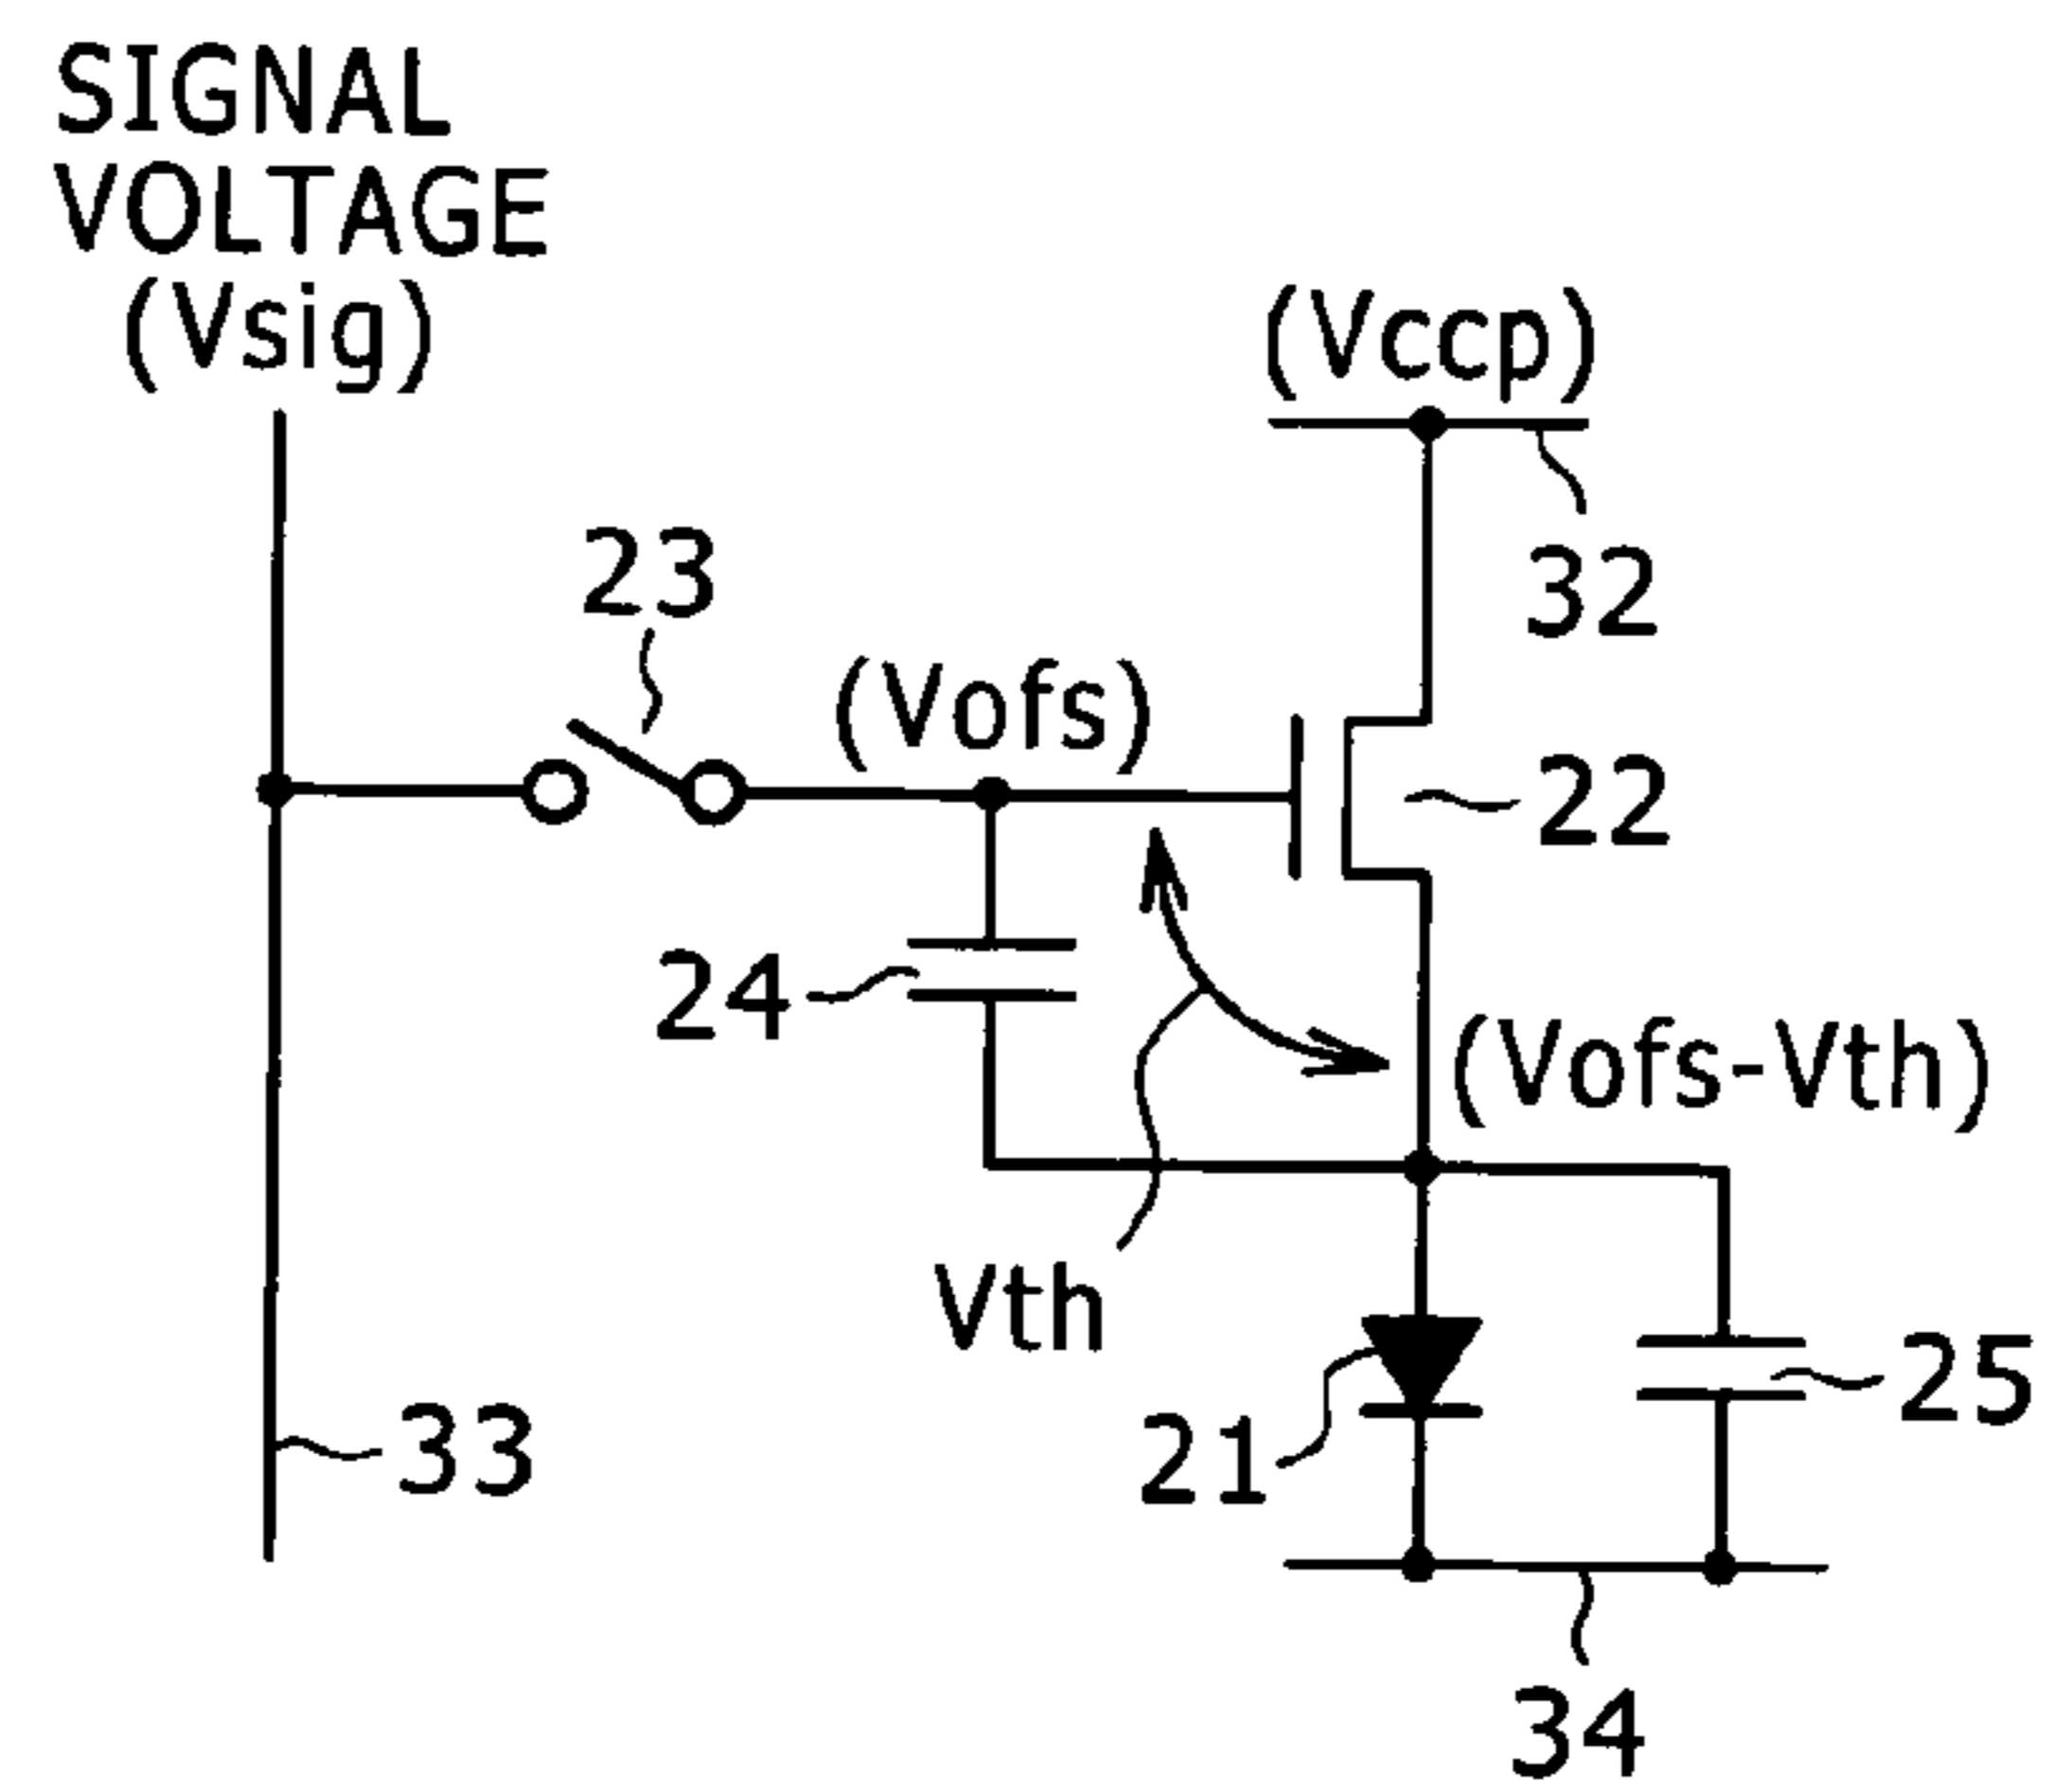 SIGNAL
VOLTAGE
(Vsig)
(Vccp)
32
23
(Vofs)
22
24
(Vofs-Vth)
Vth
21
25
33
34